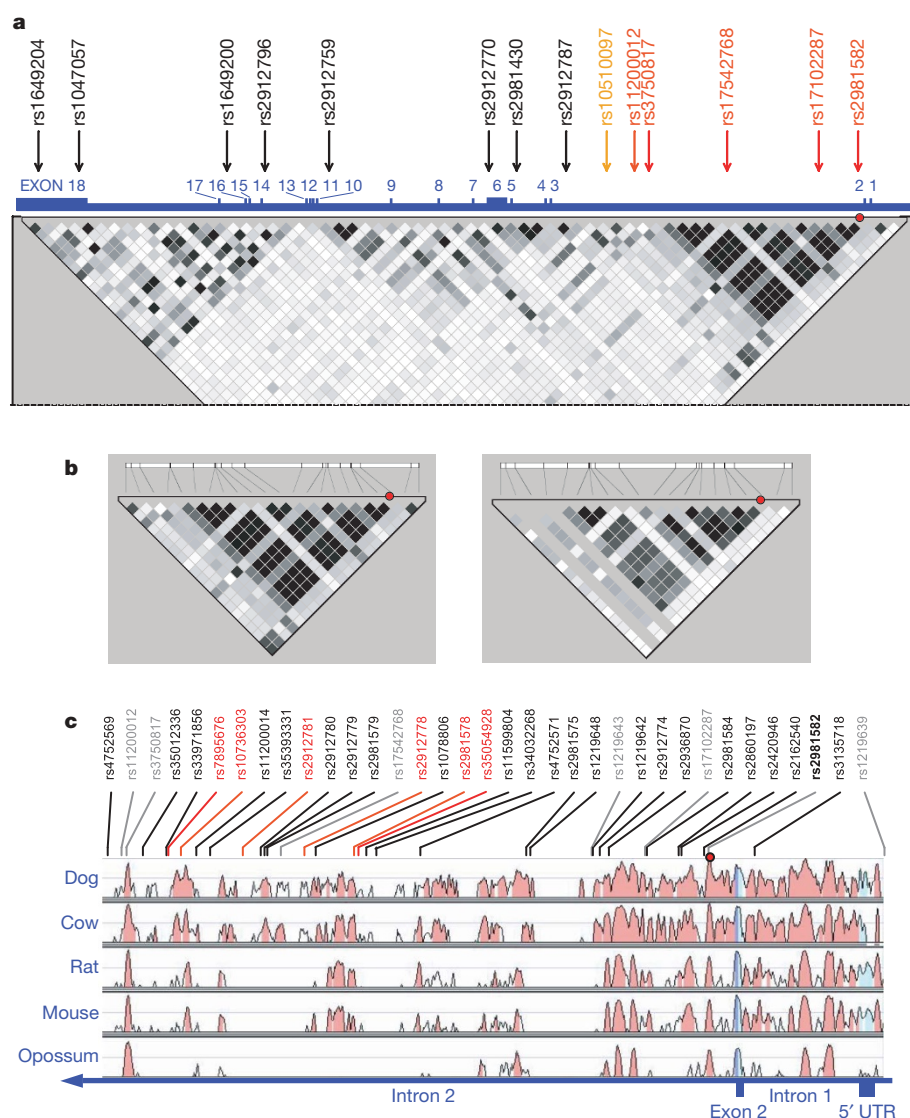 a
rs1649204
rs1047057
rs1649200
rs2912796
rs2912759
rs2912770
rs2981430
rs2912787
rs10510097
rs11200012
rs3750817
rs17542768
rs17102287
rs2981582
EXON 18
17
16
15
14
13
12
11
10
9
8
7
6
5
4
3
2
1
b
c
rs4752569
rs11200012
rs3750817
rs35012336
rs33971856
rs7895676
rs10736303
rs11200014
rs35393331
rs2912781
rs2912780
rs2912779
rs2981579
rs17542768
rs2912778
rs1078806
rs2981578
rs35054928
rs11599804
rs34032268
rs4752571
rs2981575
rs1219648
rs1219643
rs1219642
rs2912774
rs2936870
rs17102287
rs2981584
rs2860197
rs2420946
rs2162540
rs2981582
rs3135718
rs1219639
Dog
Cow
Rat
Mouse
Opossum
Intron 2
Intron 1
Exon 2
5′ UTR